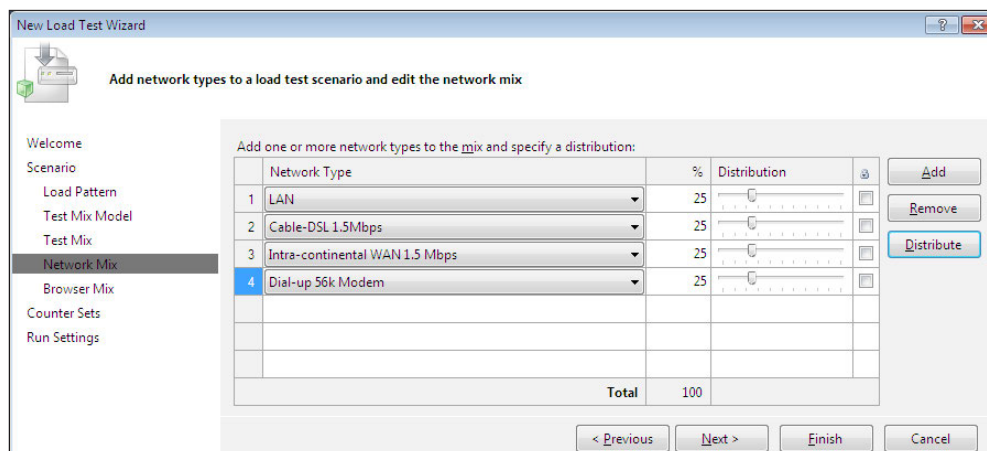 New Load Test Wizard
Add network types to a load test scenario and edit the network mix
Welcome
Scenario
Load Pattern
Test Mix Model
Test Mix
Network Mix
Browser Mix
Counter Sets
Run Settings
Add one or more network types to the mix and specify a distribution:
Network Type % Distribution
1 LAN 25
2 Cable-DSL 1.5Mbps 25
3 Intra-continental WAN 1.5 Mbps 25
4 Dial-up 56k Modem 25
Total 100
Add
Remove
Distribute
< Previous Next > Finish Cancel